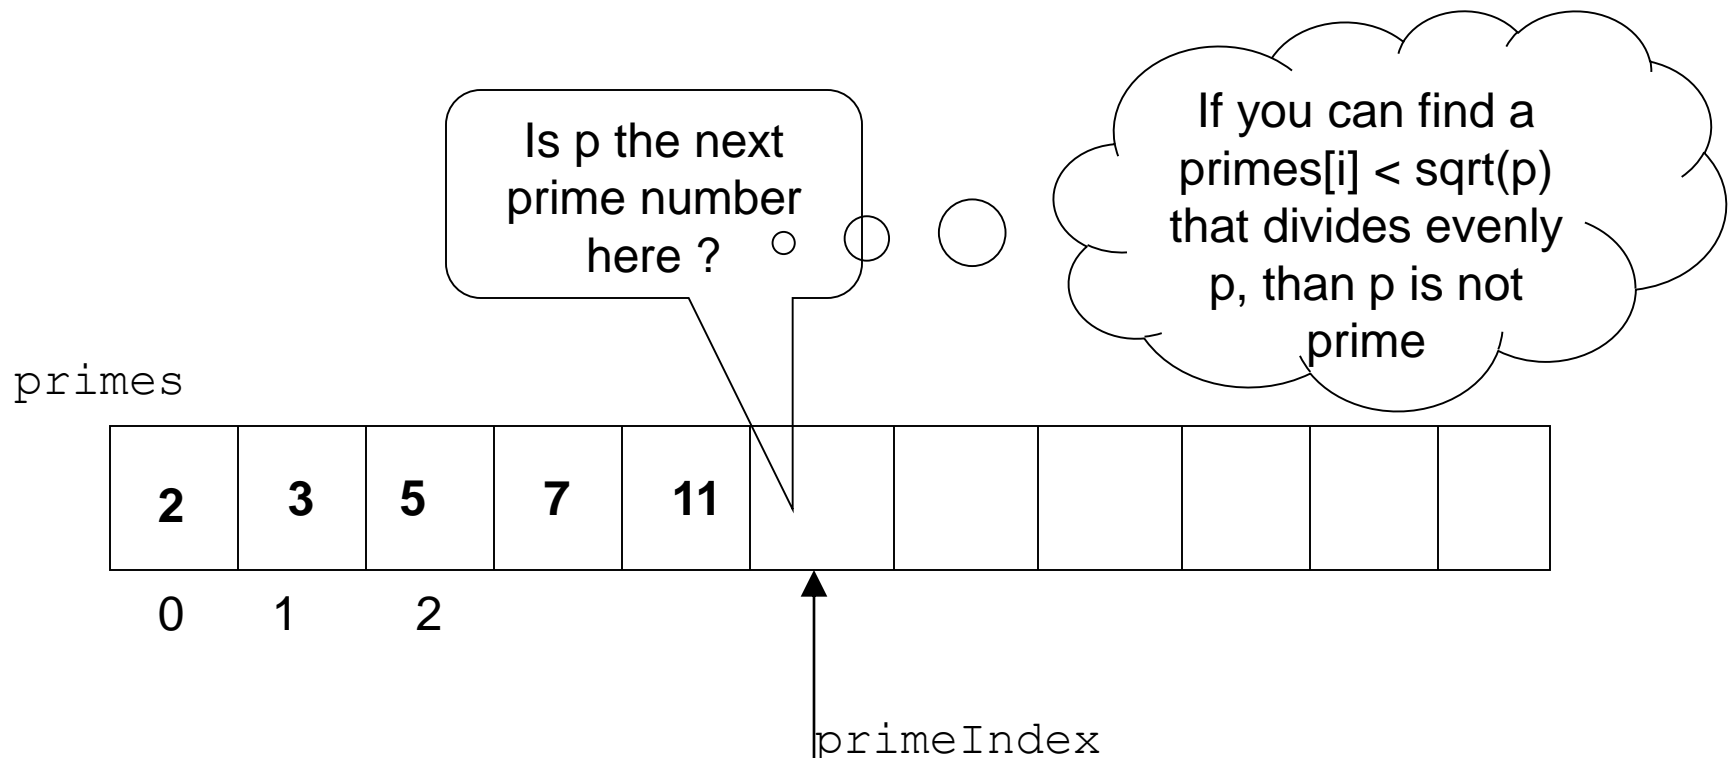 Is p the next
prime number
here ?
If you can find a
primes[i] < sqrt(p)
that divides evenly
p, than p is not
prime
primes
2 3 5 7 11
0 1 2
primeIndex